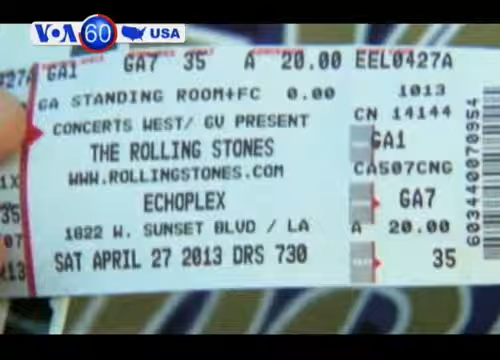 VOA 60 USA
GA1 GA7 35 A 20.00 EEL0427A
GA STANDING ROOM+FC 0.00 1013
CONCERTS WEST/ GV PRESENT CN 14144
THE ROLLING STONES GA1
WWW.ROLLINGSTONES.COM CA507CNG
ECHOPLEX GA7
1822 W. SUNSET BLVD / LA A 20.00
SAT APRIL 27 2013 DRS 730 35
603440070954